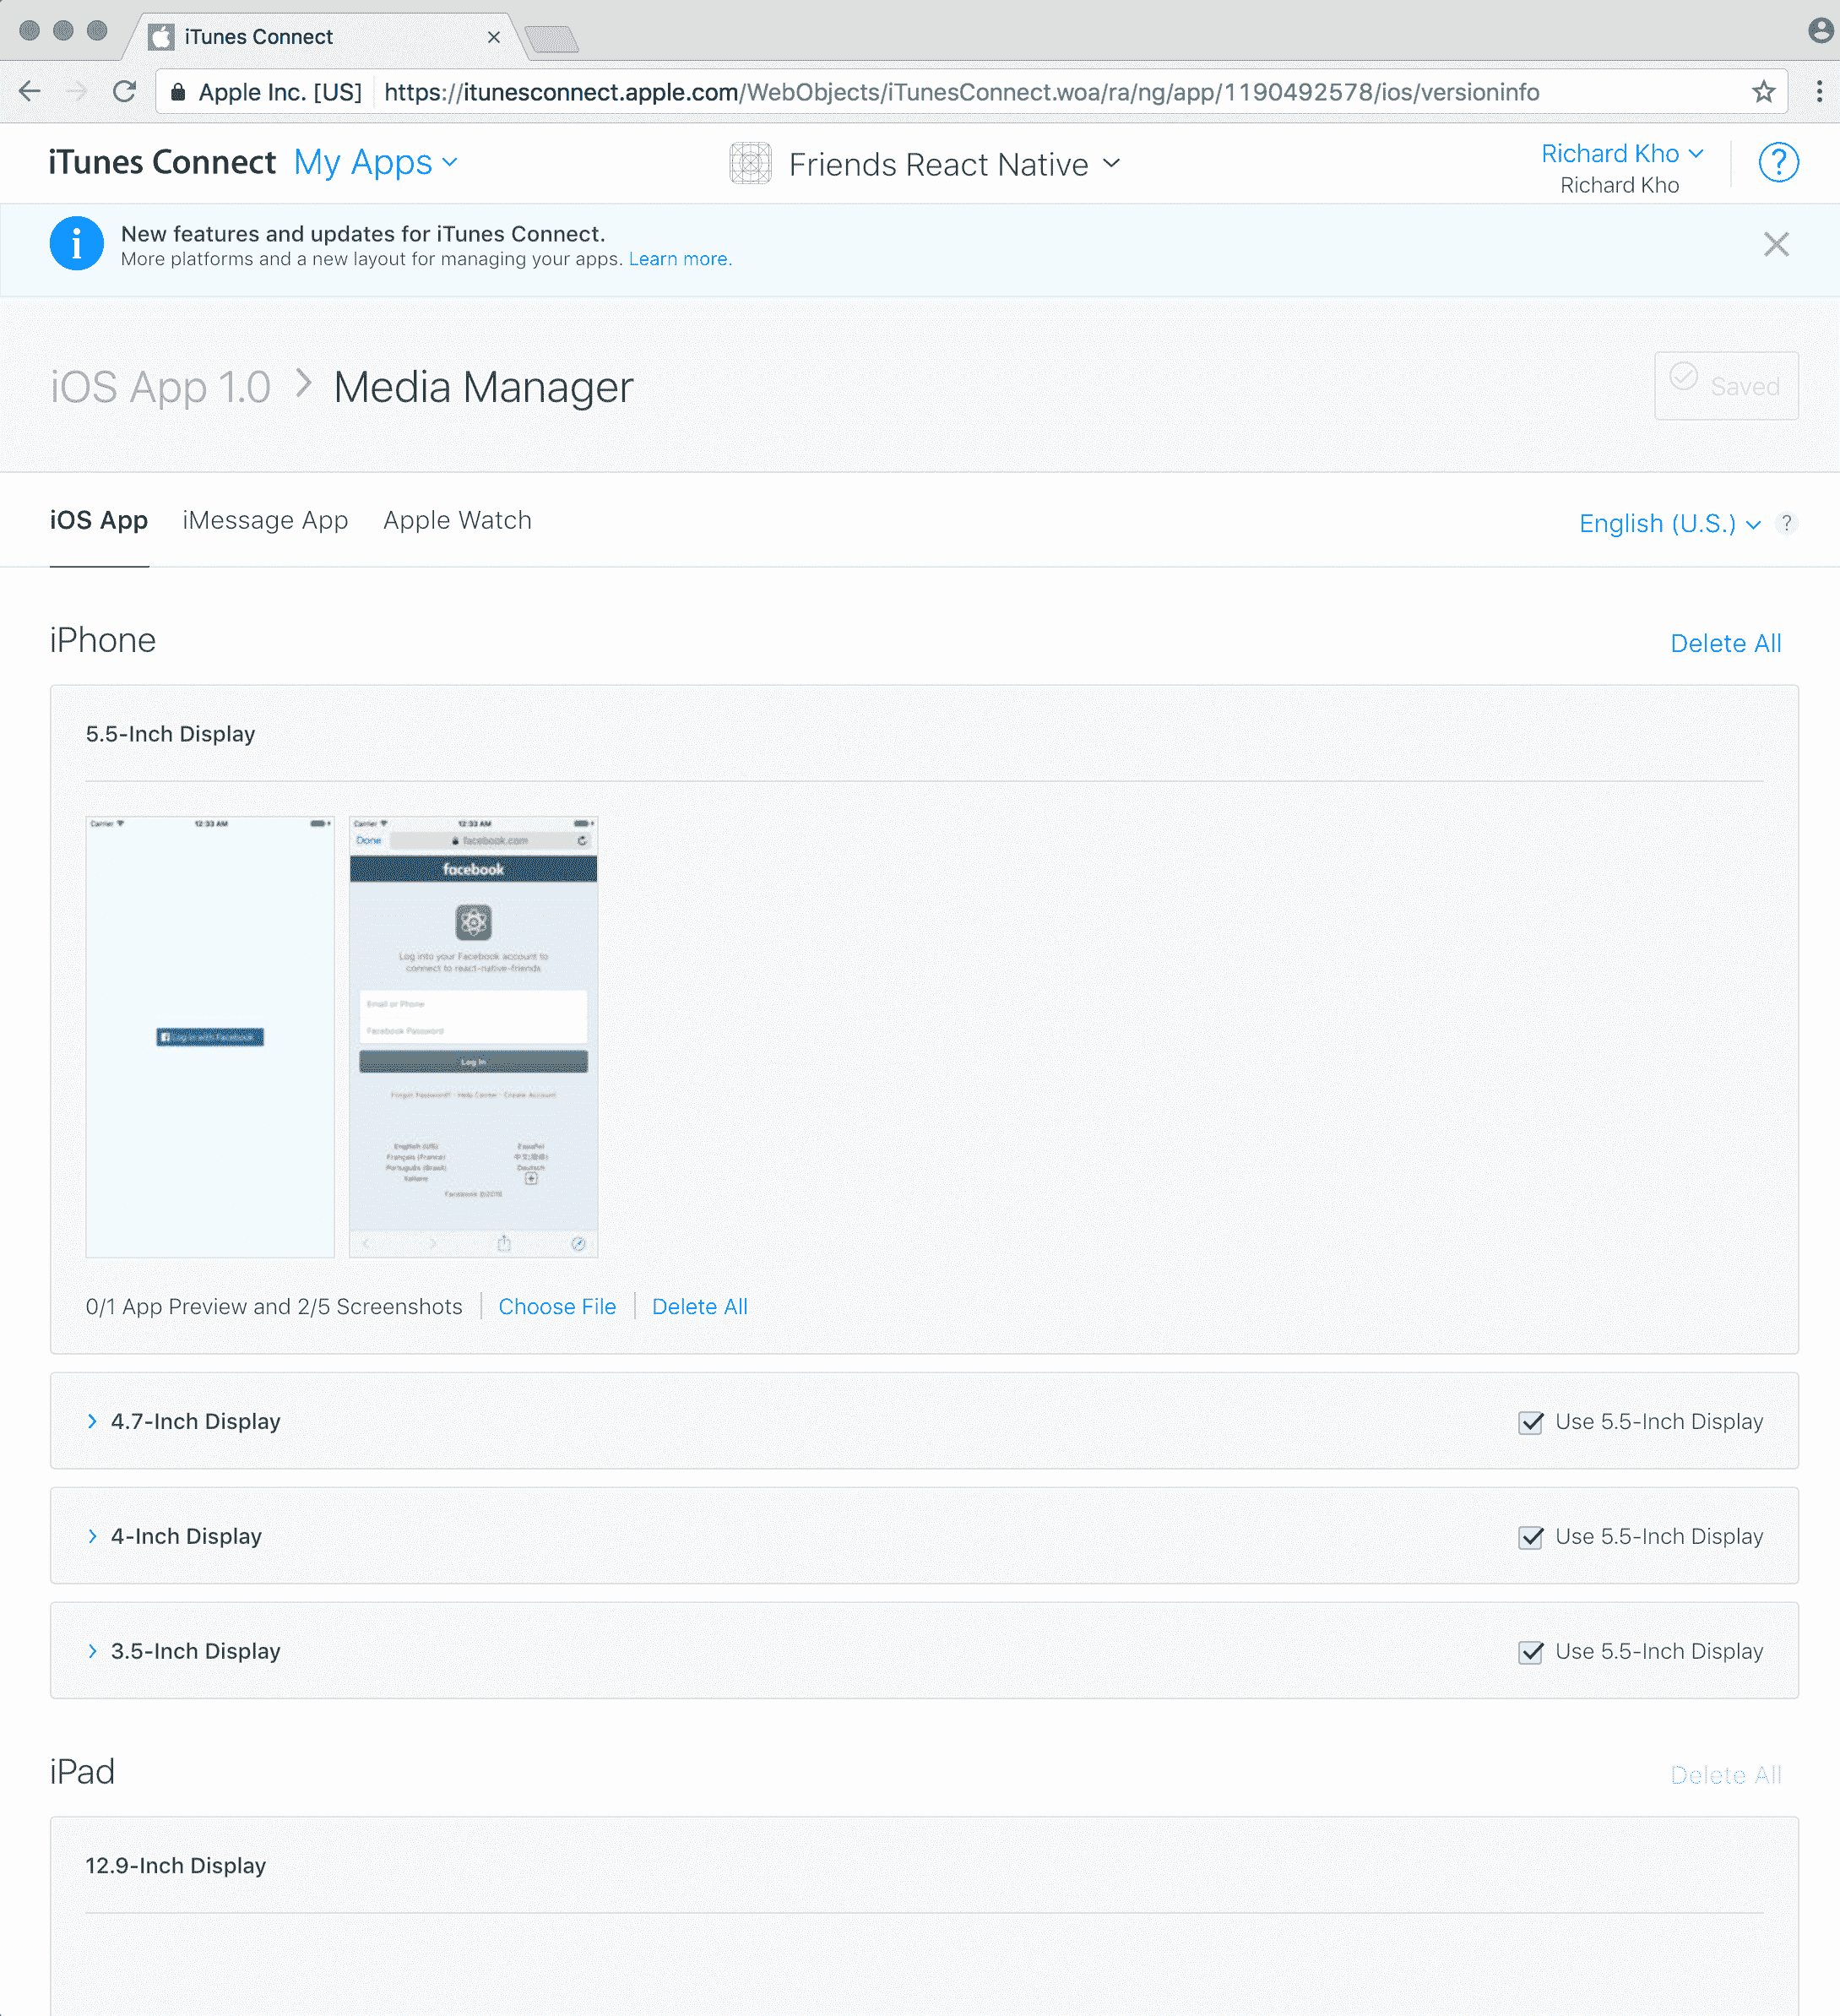 iTunes Connect
Apple Inc. [US] https://itunesconnect.apple.com/WebObjects/iTunesConnect.woa/ra/ng/app/1190492578/ios/versioninfo
iTunes Connect My Apps Friends React Native Richard Kho
Richard Kho
New features and updates for iTunes Connect.
More platforms and a new layout for managing your apps. Learn more.
iOS App 1.0 > Media Manager Saved
iOS App iMessage App Apple Watch English (U.S.) ?
iPhone Delete All
5.5-Inch Display
Carrier 12:33 AM
Log in with Facebook
Carrier 12:33 AM
Done facebook.com
facebook
Log into your Facebook account to
connect to react-native-friends
Email or Phone
Facebook Password
Log In
Forgot Password? · Help Center · Create Account
English (US) Español
Français (France)
Português (Brasil) Deutsch
Italiano
Facebook ©2016
0/1 App Preview and 2/5 Screenshots Choose File Delete All
4.7-Inch Display Use 5.5-Inch Display
4-Inch Display Use 5.5-Inch Display
3.5-Inch Display Use 5.5-Inch Display
iPad Delete All
12.9-Inch Display